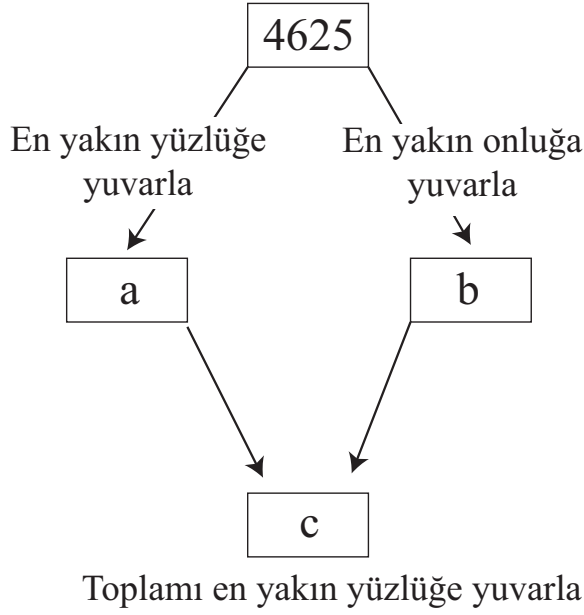 4625
En yakın yüzlüğe
yuvarla
En yakın onluğa
yuvarla
a
b
c
Toplamı en yakın yüzlüğe yuvarla